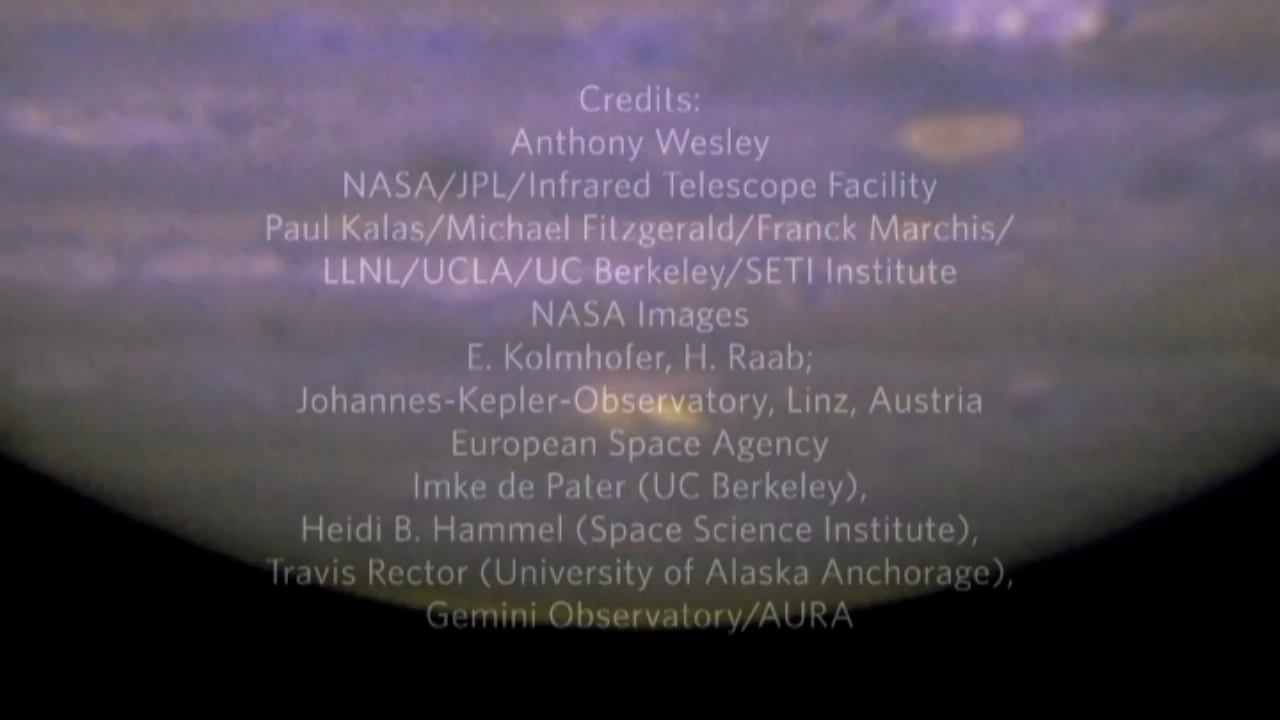 Credits:
Anthony Wesley
NASA/JPL/Infrared Telescope Facility
Paul Kalas/Michael Fitzgerald/Franck Marchis/
LLNL/UCLA/UC Berkeley/SETI Institute
NASA Images
E. Kolmhofer, H. Raab;
Johannes-Kepler-Observatory, Linz, Austria
European Space Agency
Imke de Pater (UC Berkeley),
Heidi B. Hammel (Space Science Institute),
Travis Rector (University of Alaska Anchorage),
Gemini Observatory/AURA